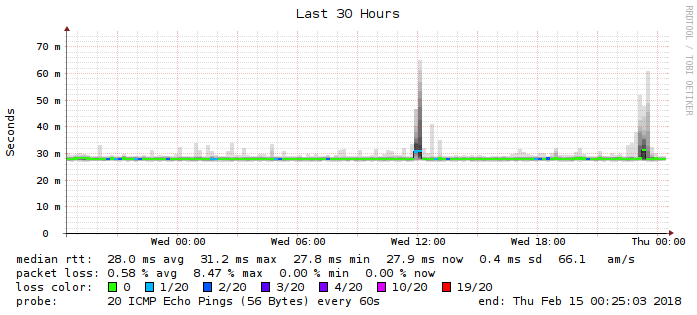 Last 30 Hours
RRDTOOL / TOBI OETIKER
Seconds
70 m
60 m
50 m
40 m
30 m
20 m
10 m
0
Wed 00:00 Wed 06:00 Wed 12:00 Wed 18:00 Thu 00:00
median rtt: 28.0 ms avg 31.2 ms max 27.8 ms min 27.9 ms now 0.4 ms sd 66.1 am/s
packet loss: 0.58 % avg 8.47 % max 0.00 % min 0.00 % now
loss color: 0 1/20 2/20 3/20 4/20 10/20 19/20
probe: 20 ICMP Echo Pings (56 Bytes) every 60s end: Thu Feb 15 00:25:03 2018